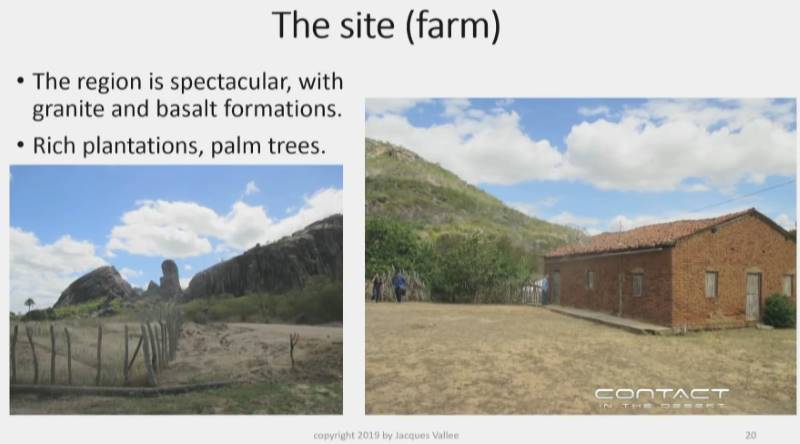 The site (farm)
• The region is spectacular, with
granite and basalt formations.
• Rich plantations, palm trees.
CONTACT
IN THE DESERT
copyright 2019 by Jacques Vallee
20